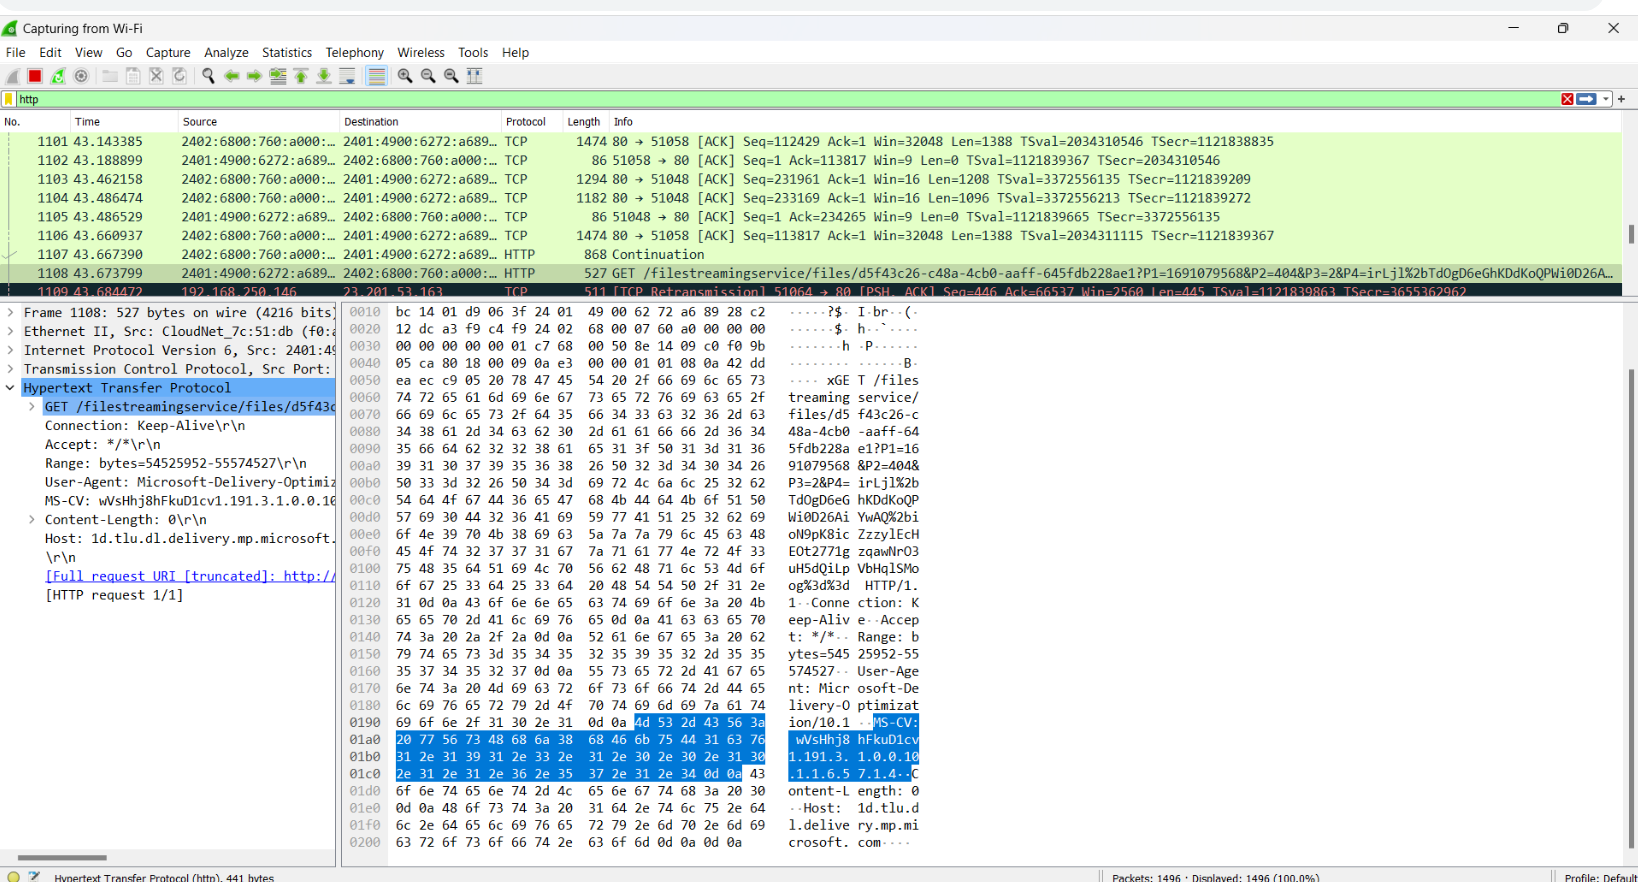 Capturing from Wi-Fi
File Edit View Go Capture Analyze Statistics Telephony Wireless Tools Help
http
No. Time Source Destination Protocol Length Info
1101 43.143385 2402:6800:760:a000:… 2401:4900:6272:a689… TCP 1474 80 → 51058 [ACK] Seq=112429 Ack=1 Win=32048 Len=1388 TSval=2034310546 TSecr=1121838835
1102 43.188899 2401:4900:6272:a689… 2402:6800:760:a000:… TCP 86 51058 → 80 [ACK] Seq=1 Ack=113817 Win=9 Len=0 TSval=1121839367 TSecr=2034310546
1103 43.462158 2402:6800:760:a000:… 2401:4900:6272:a689… TCP 1294 80 → 51048 [ACK] Seq=231961 Ack=1 Win=16 Len=1208 TSval=3372556135 TSecr=1121839209
1104 43.486474 2402:6800:760:a000:… 2401:4900:6272:a689… TCP 1182 80 → 51048 [ACK] Seq=233169 Ack=1 Win=16 Len=1096 TSval=3372556213 TSecr=1121839272
1105 43.486529 2401:4900:6272:a689… 2402:6800:760:a000:… TCP 86 51048 → 80 [ACK] Seq=1 Ack=234265 Win=9 Len=0 TSval=1121839665 TSecr=3372556135
1106 43.660937 2402:6800:760:a000:… 2401:4900:6272:a689… TCP 1474 80 → 51058 [ACK] Seq=113817 Ack=1 Win=32048 Len=1388 TSval=2034311115 TSecr=1121839367
1107 43.667390 2402:6800:760:a000:… 2401:4900:6272:a689… HTTP 868 Continuation
1108 43.673799 2401:4900:6272:a689… 2402:6800:760:a000:… HTTP 527 GET /filestreamingservice/files/d5f43c26-c48a-4cb0-aaff-645fdb228ae1?P1=1691079568&P2=404&P3=2&P4=irLjl%2bTdOgD6eGhKDdKoQPWi0D26A…
1109 43.684472 192.168.250.146 23.201.53.163 TCP 511 [TCP Retransmission] 51064 → 80 [PSH, ACK] Seq=446 Ack=66537 Win=2560 Len=445 TSval=1121839863 TSecr=3655362962
Frame 1108: 527 bytes on wire (4216 bits)
Ethernet II, Src: CloudNet_7c:51:db (f0:a
Internet Protocol Version 6, Src: 2401:49
Transmission Control Protocol, Src Port:
Hypertext Transfer Protocol
GET /filestreamingservice/files/d5f43c
Connection: Keep-Alive\r\n
Accept: */*\r\n
Range: bytes=54525952-55574527\r\n
User-Agent: Microsoft-Delivery-Optimiz
MS-CV: wVsHhj8hFkuD1cv1.191.3.1.0.0.10
Content-Length: 0\r\n
Host: 1d.tlu.dl.delivery.mp.microsoft.
\r\n
[Full request URI [truncated]: http://
[HTTP request 1/1]
0010 bc 14 01 d9 06 3f 24 01 49 00 62 72 a6 89 28 c2 ·····?$· I·br··(·
0020 12 dc a3 f9 c4 f9 24 02 68 00 07 60 a0 00 00 00 ······$· h··`····
0030 00 00 00 00 00 01 c7 68 00 50 8e 14 09 c0 f0 9b ·······h ·P······
0040 05 ca 80 18 00 09 0a e3 00 00 01 01 08 0a 42 dd ········ ······B·
0050 ea ec c9 05 20 78 47 45 54 20 2f 66 69 6c 65 73 ···· xGE T /files
0060 74 72 65 61 6d 69 6e 67 73 65 72 76 69 63 65 2f treaming service/
0070 66 69 6c 65 73 2f 64 35 66 34 33 63 32 36 2d 63 files/d5 f43c26-c
0080 34 38 61 2d 34 63 62 30 2d 61 61 66 66 2d 36 34 48a-4cb0 -aaff-64
0090 35 66 64 62 32 32 38 61 65 31 3f 50 31 3d 31 36 5fdb228a e1?P1=16
00a0 39 31 30 37 39 35 36 38 26 50 32 3d 34 30 34 26 91079568 &P2=404&
00b0 50 33 3d 32 26 50 34 3d 69 72 4c 6a 6c 25 32 62 P3=2&P4= irLjl%2b
00c0 54 64 4f 67 44 36 65 47 68 4b 44 64 4b 6f 51 50 TdOgD6eG hKDdKoQP
00d0 57 69 30 44 32 36 41 69 59 77 41 51 25 32 62 69 Wi0D26Ai YwAQ%2bi
00e0 6f 4e 39 70 4b 38 69 63 5a 7a 7a 79 6c 45 63 48 oN9pK8ic ZzzylEcH
00f0 45 4f 74 32 37 37 31 67 7a 71 61 77 4e 72 4f 33 EOt2771g zqawNrO3
0100 75 48 35 64 51 69 4c 70 56 62 48 71 6c 53 4d 6f uH5dQiLp VbHqlSMo
0110 6f 67 25 33 64 25 33 64 20 48 54 54 50 2f 31 2e og%3d%3d HTTP/1.
0120 31 0d 0a 43 6f 6e 6e 65 63 74 69 6f 6e 3a 20 4b 1··Conne ction: K
0130 65 65 70 2d 41 6c 69 76 65 0d 0a 41 63 63 65 70 eep-Aliv e··Accep
0140 74 3a 20 2a 2f 2a 0d 0a 52 61 6e 67 65 3a 20 62 t: */*·· Range: b
0150 79 74 65 73 3d 35 34 35 32 35 39 35 32 2d 35 35 ytes=545 25952-55
0160 35 37 34 35 32 37 0d 0a 55 73 65 72 2d 41 67 65 574527·· User-Age
0170 6e 74 3a 20 4d 69 63 72 6f 73 6f 66 74 2d 44 65 nt: Micr osoft-De
0180 6c 69 76 65 72 79 2d 4f 70 74 69 6d 69 7a 61 74 livery-O ptimizat
0190 69 6f 6e 2f 31 30 2e 31 0d 0a 4d 53 2d 43 56 3a ion/10.1 ··MS-CV:
01a0 20 77 56 73 48 68 6a 38 68 46 6b 75 44 31 63 76 wVsHhj8 hFkuD1cv
01b0 31 2e 31 39 31 2e 33 2e 31 2e 30 2e 30 2e 31 30 1.191.3. 1.0.0.10
01c0 2e 31 2e 31 2e 36 2e 35 37 2e 31 2e 34 0d 0a 43 .1.1.6.5 7.1.4··C
01d0 6f 6e 74 65 6e 74 2d 4c 65 6e 67 74 68 3a 20 30 ontent-L ength: 0
01e0 0d 0a 48 6f 73 74 3a 20 31 64 2e 74 6c 75 2e 64 ··Host: 1d.tlu.d
01f0 6c 2e 64 65 6c 69 76 65 72 79 2e 6d 70 2e 6d 69 l.delive ry.mp.mi
0200 63 72 6f 73 6f 66 74 2e 63 6f 6d 0d 0a 0d 0a crosoft. com····
Hypertext Transfer Protocol (http), 441 bytes
Packets: 1496 · Displayed: 1496 (100.0%)
Profile: Default